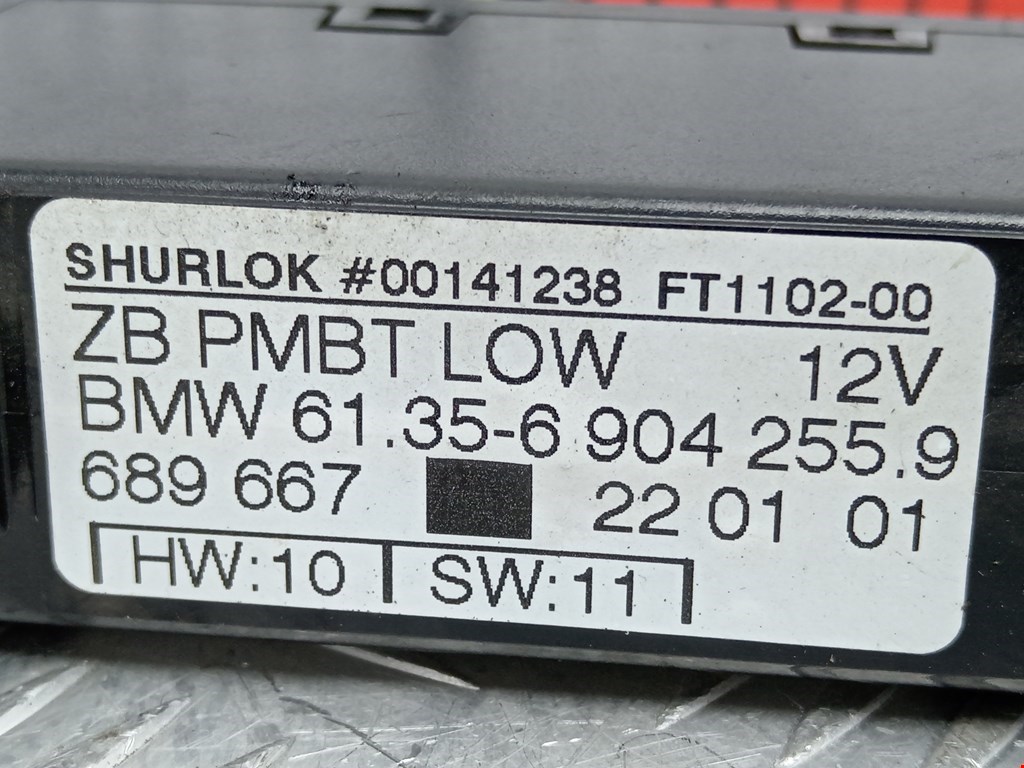 SHURLOK #00141238 FT1102-00
ZB PMBT LOW 12V
BMW 61.35-6 904 255.9
689 667 22 01 01
HW:10 SW:11